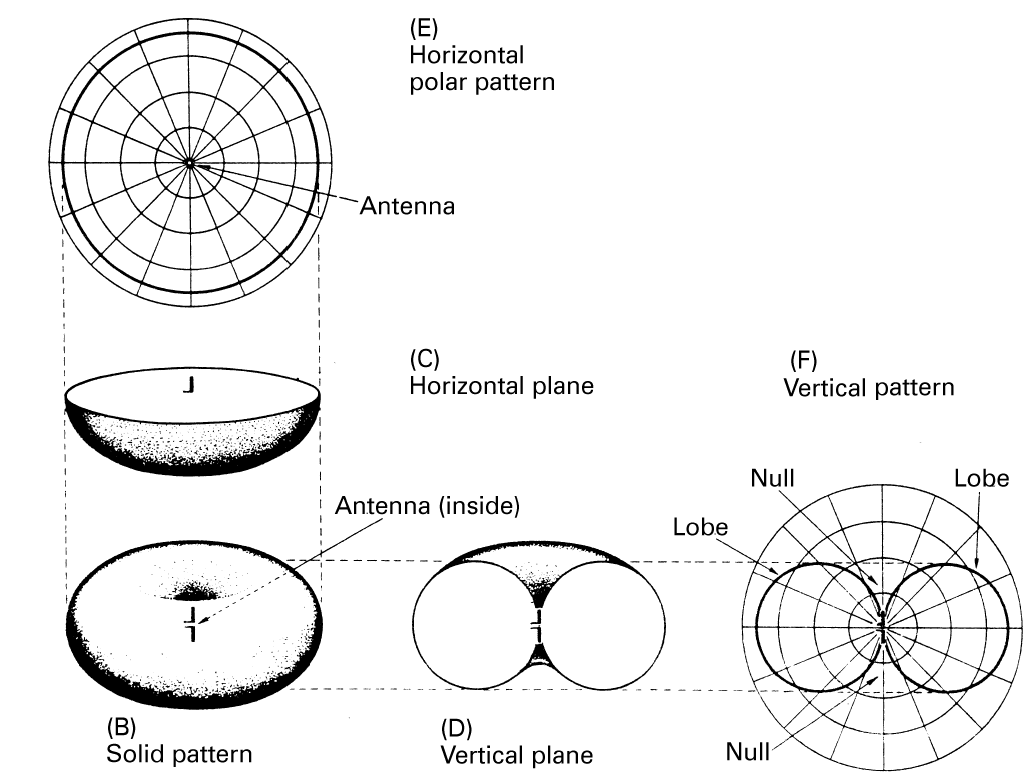 (E)
Horizontal
polar pattern
Antenna
(C)
Horizontal plane
(F)
Vertical pattern
Null
Lobe
Antenna (inside)
Lobe
(B)
Solid pattern
(D)
Vertical plane
Null